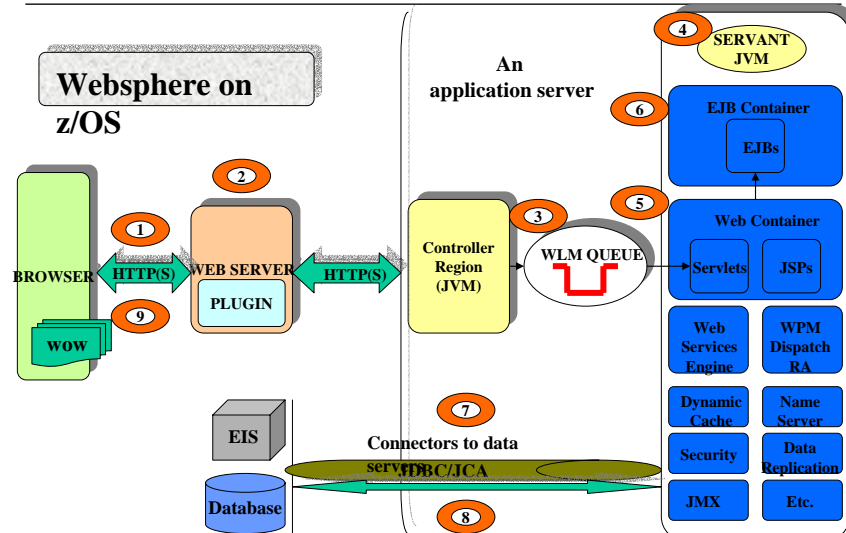 Websphere on
z/OS
An
application server
4
SERVANT
JVM
6
EJB Container
EJBs
2
1
3
5
Web Container
Servlets
JSPs
BROWSER
HTTP(S)
WEB SERVER
PLUGIN
HTTP(S)
Controller
Region
(JVM)
WLM QUEUE
9
WOW
Web
Services
Engine
WPM
Dispatch
RA
7
EIS
Connectors to data
servers
JDBC/JCA
Dynamic
Cache
Name
Server
Security
Data
Replication
Database
8
JMX
Etc.